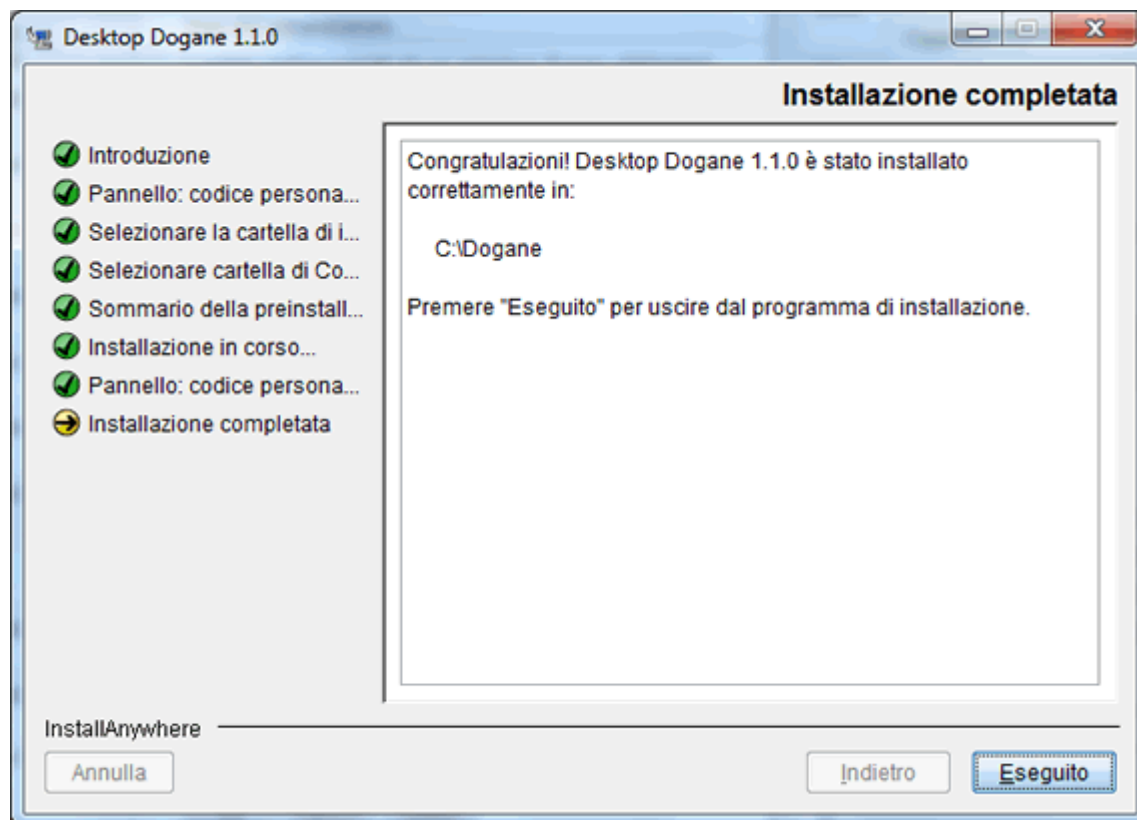 Desktop Dogane 1.1.0
Installazione completata
Introduzione
Pannello: codice persona...
Selezionare la cartella di i...
Selezionare cartella di Co...
Sommario della preinstall...
Installazione in corso...
Pannello: codice persona...
Installazione completata
Congratulazioni! Desktop Dogane 1.1.0 è stato installato
correttamente in:
C:\Dogane
Premere "Eseguito" per uscire dal programma di installazione.
InstallAnywhere
Annulla
Indietro
Eseguito